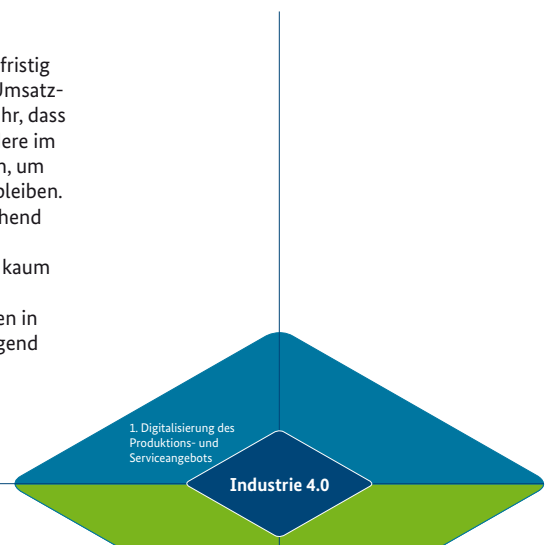 fristig
Umsatz-
hr, dass
ere im
n, um
bleiben.
hend
kaum
en in
gend
1. Digitalisierung des
Produktions- und
Serviceangebots
Industrie 4.0